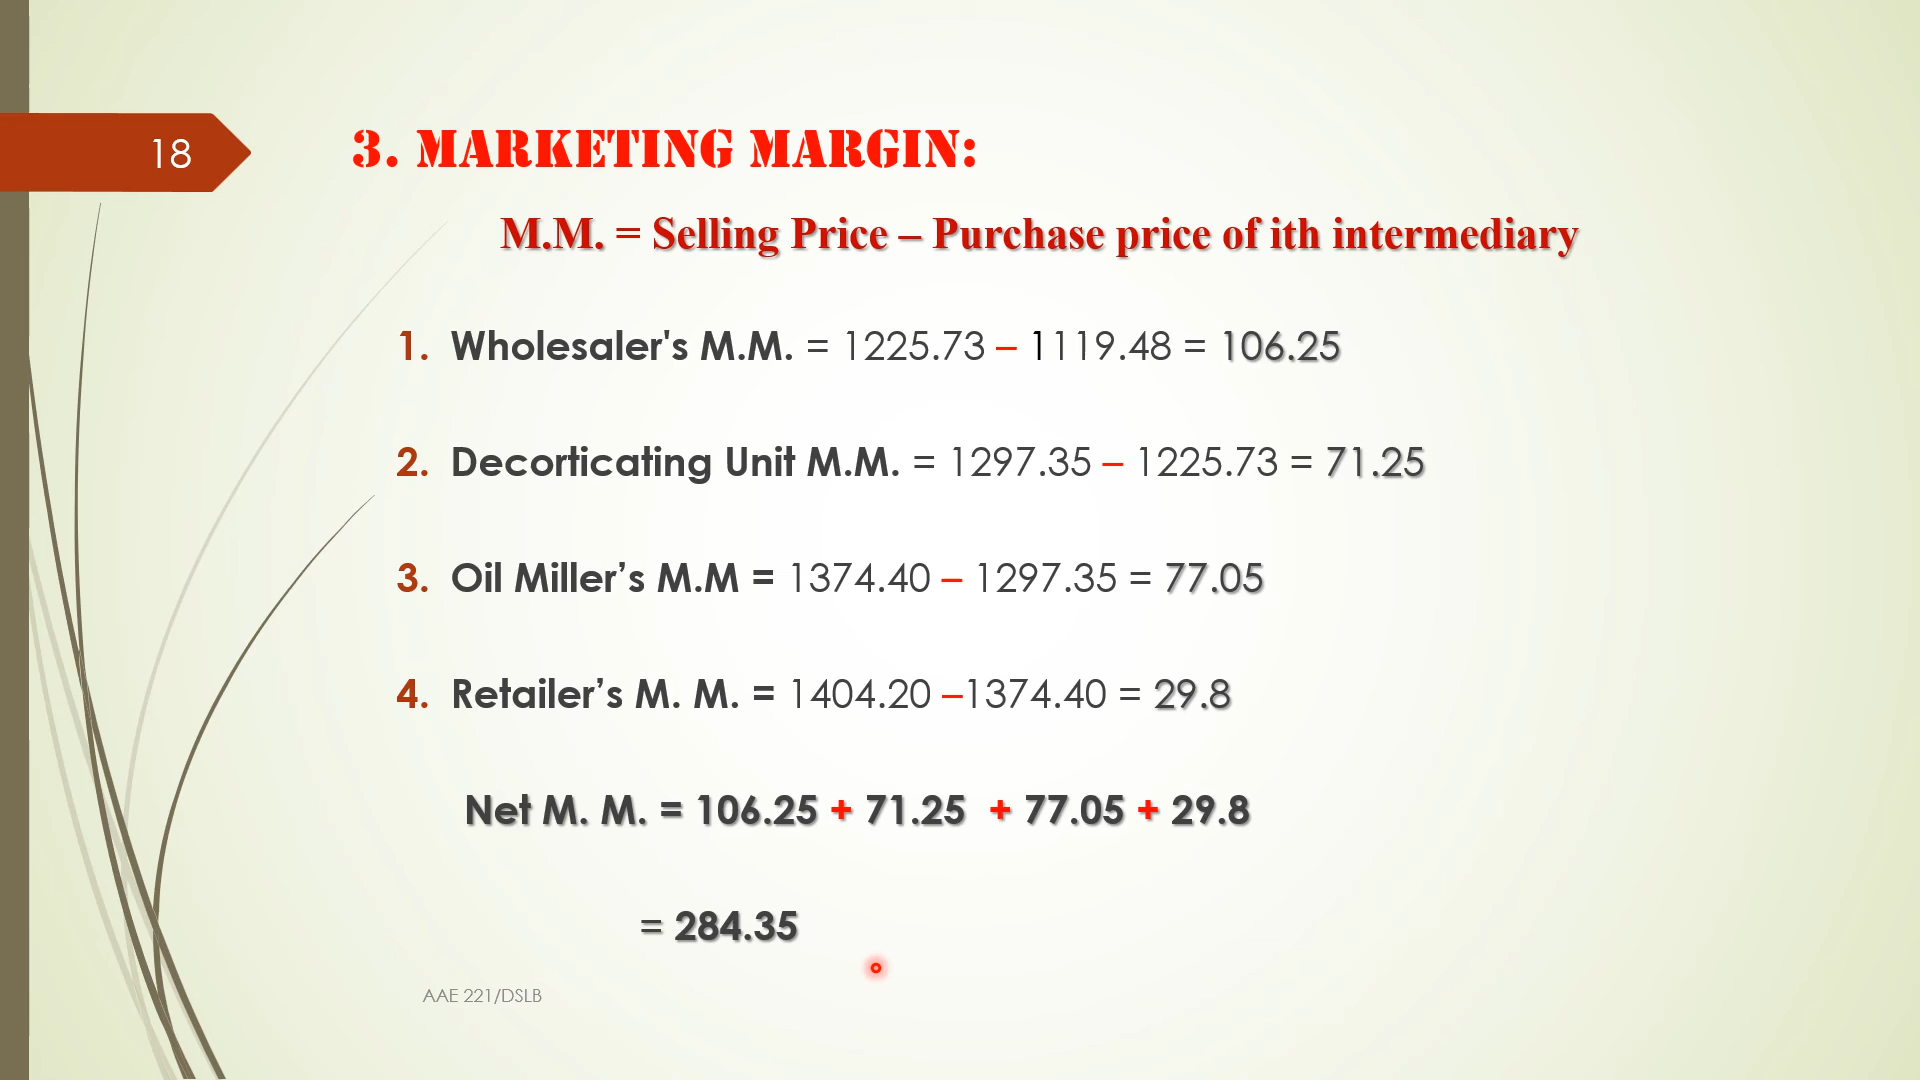 18
3. MARKETING MARGIN:
M.M. = Selling Price – Purchase price of ith intermediary
1. Wholesaler's M.M. = 1225.73 – 1119.48 = 106.25
2. Decorticating Unit M.M. = 1297.35 – 1225.73 = 71.25
3. Oil Miller’s M.M = 1374.40 – 1297.35 = 77.05
4. Retailer’s M. M. = 1404.20 –1374.40 = 29.8
Net M. M. = 106.25 + 71.25 + 77.05 + 29.8
= 284.35
AAE 221/DSLB